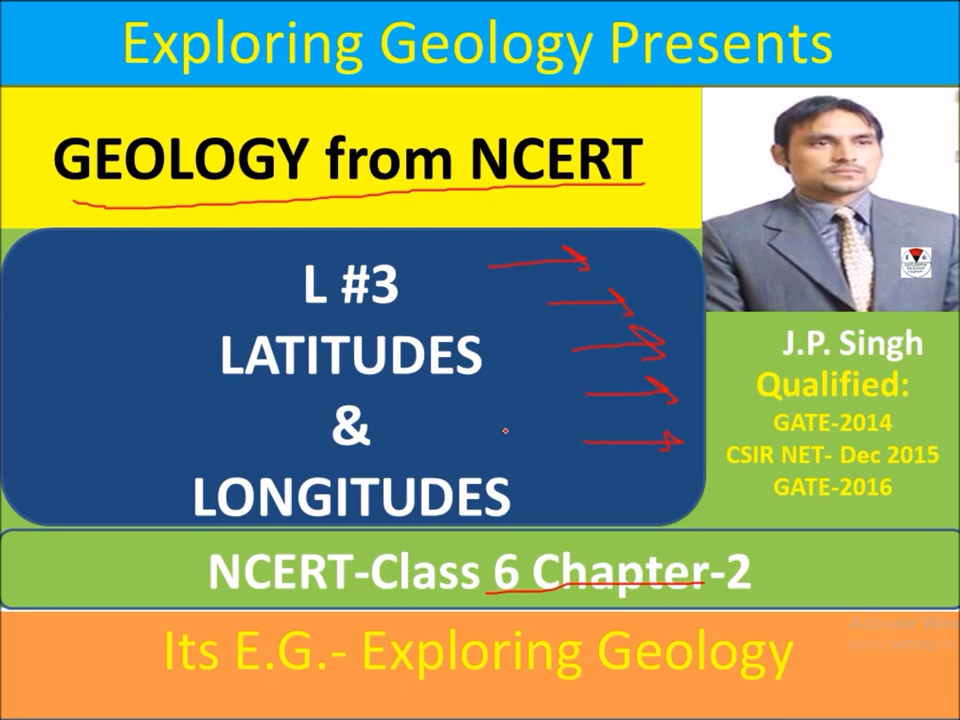 Exploring Geology Presents
GEOLOGY from NCERT
L #3
LATITUDES
&
LONGITUDES
J.P. Singh
Qualified:
GATE-2014
CSIR NET- Dec 2015
GATE-2016
NCERT-Class 6 Chapter-2
Its E.G.- Exploring Geology